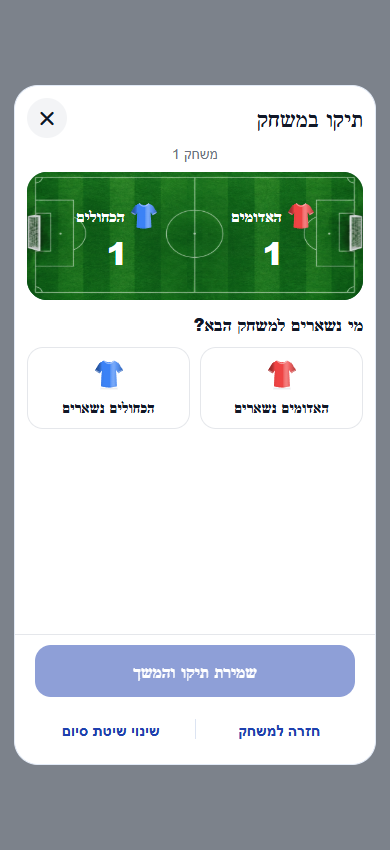 תיקו במשחק
משחק 1
האדומים הכחולים
1 1
מי נשארים למשחק הבא?
האדומים נשארים הכחולים נשארים
שמירת תיקו והמשך
חזרה למשחק שינוי שיטת סיום